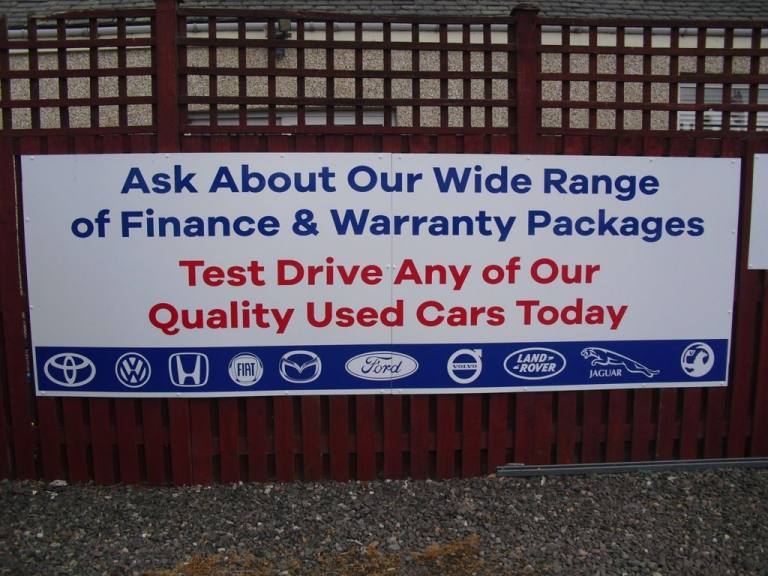 Ask About Our Wide Range
of Finance & Warranty Packages
Test Drive Any of Our
Quality Used Cars Today
FIAT Ford VOLVO LAND ROVER JAGUAR